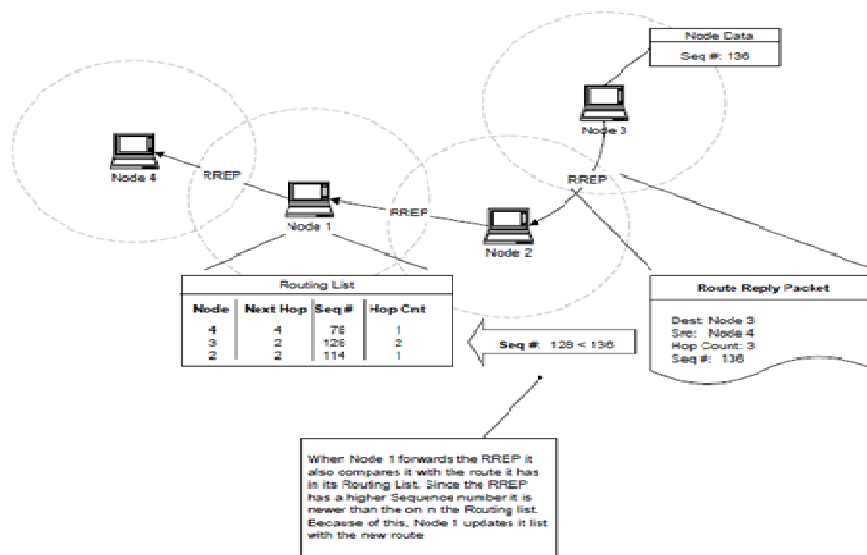 Node Data
Seq #: 136
Node 3
Node 4
RREP
RREP
Node 1
RREP
Node 2
Routing List
Node Next Hop Seq # Hop Cnt
4 4 78 1
3 2 128 2
2 2 114 1
Seq #: 128 < 136
Route Reply Packet
Dest: Node 3
Src: Node 4
Hop Count: 3
Seq #: 136
When Node 1 forwards the RREP it
also compares it with the route it has
in its Routing List. Since the RREP
has a higher Sequence number it is
newer than the on in the Routing list.
Because of this, Node 1 updates it list
with the new route